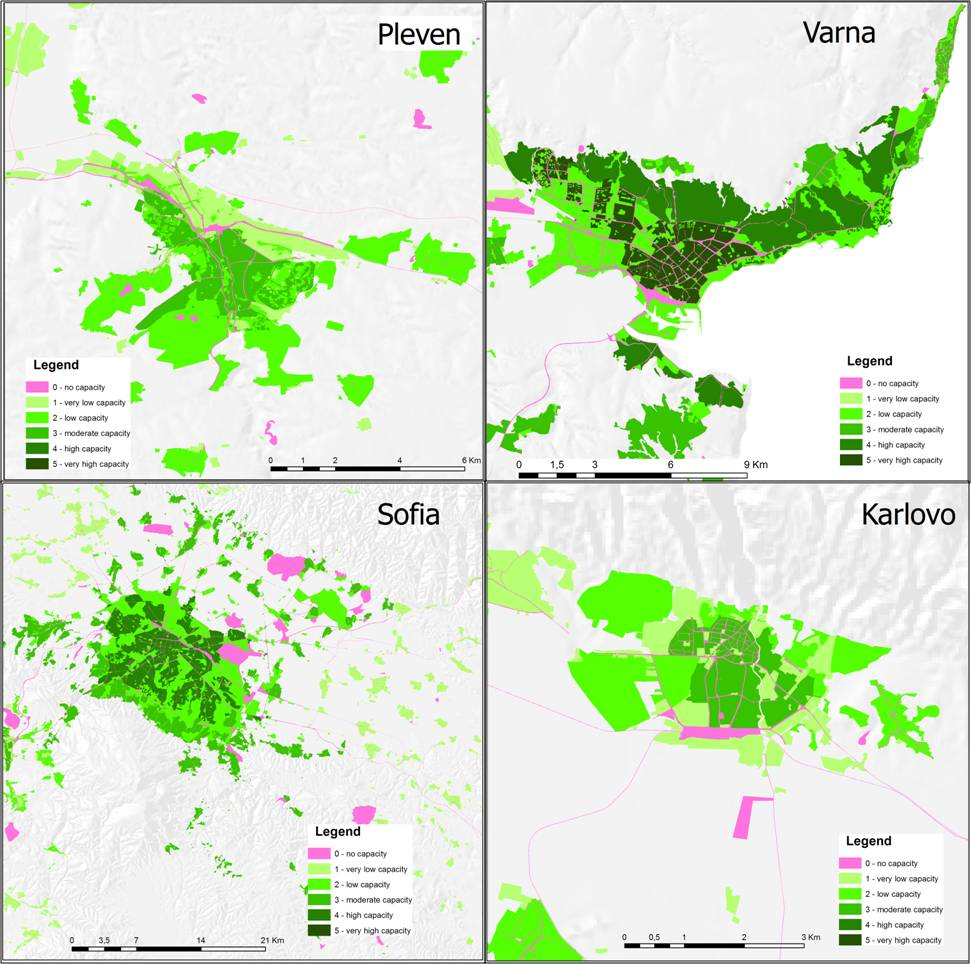 Pleven
Legend
0 - no capacity
1 - very low capacity
2 - low capacity
3 - moderate capacity
4 - high capacity
5 - very high capacity
0 1 2 4 6 Km
Varna
Legend
0 - no capacity
1 - very low capacity
2 - low capacity
3 - moderate capacity
4 - high capacity
5 - very high capacity
0 1,5 3 6 9 Km
Sofia
Legend
0 - no capacity
1 - very low capacity
2 - low capacity
3 - moderate capacity
4 - high capacity
5 - very high capacity
0 3,5 7 14 21 Km
Karlovo
Legend
0 - no capacity
1 - very low capacity
2 - low capacity
3 - moderate capacity
4 - high capacity
5 - very high capacity
0 0,5 1 2 3 Km